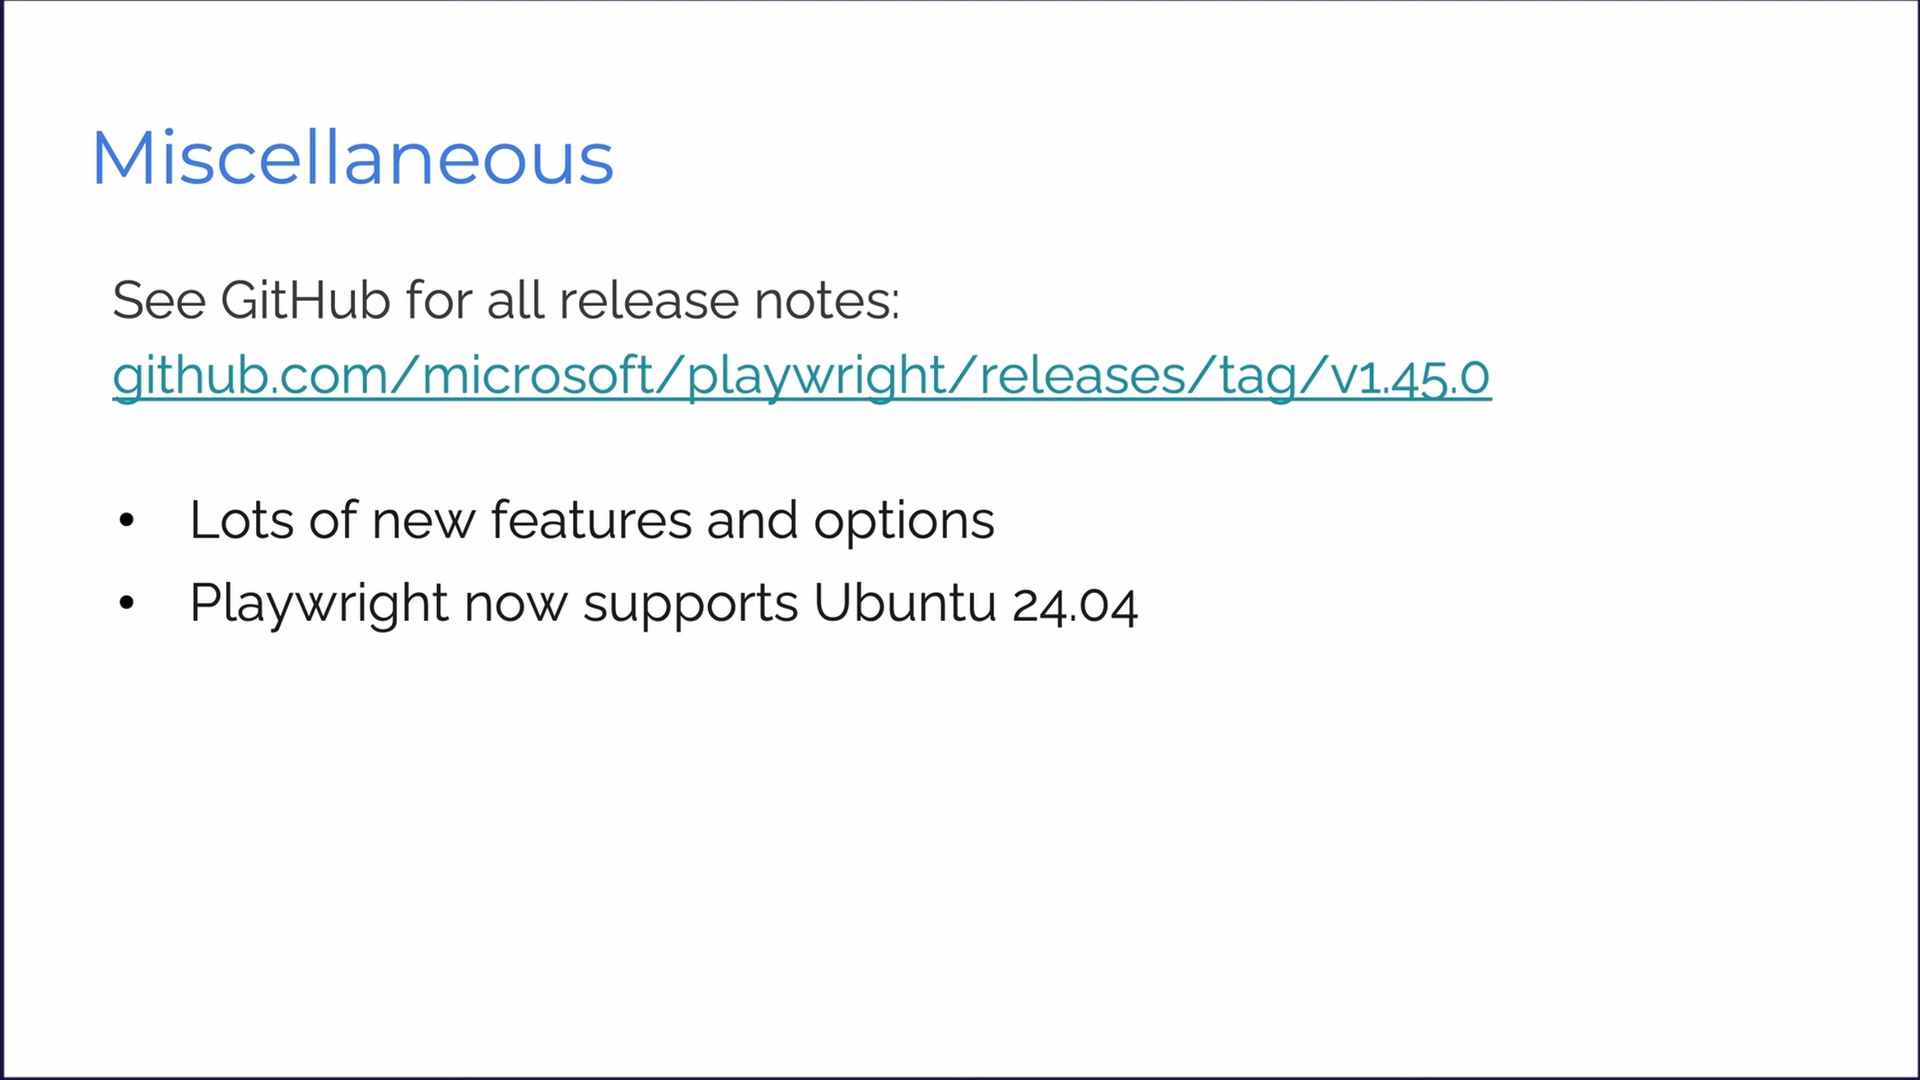 Miscellaneous
See GitHub for all release notes:
github.com/microsoft/playwright/releases/tag/v1.45.0
• Lots of new features and options
• Playwright now supports Ubuntu 24.04